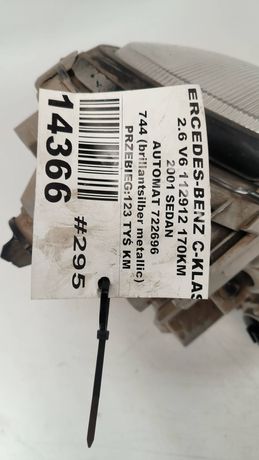 ERCEDES-BENZ C-KLAS
2.6 V6 112912 170KM
2001 SEDAN
AUTOMAT 722696
744 (brillantsilber metallic)
PRZEBIEG:123 TYŚ KM
14366
#295